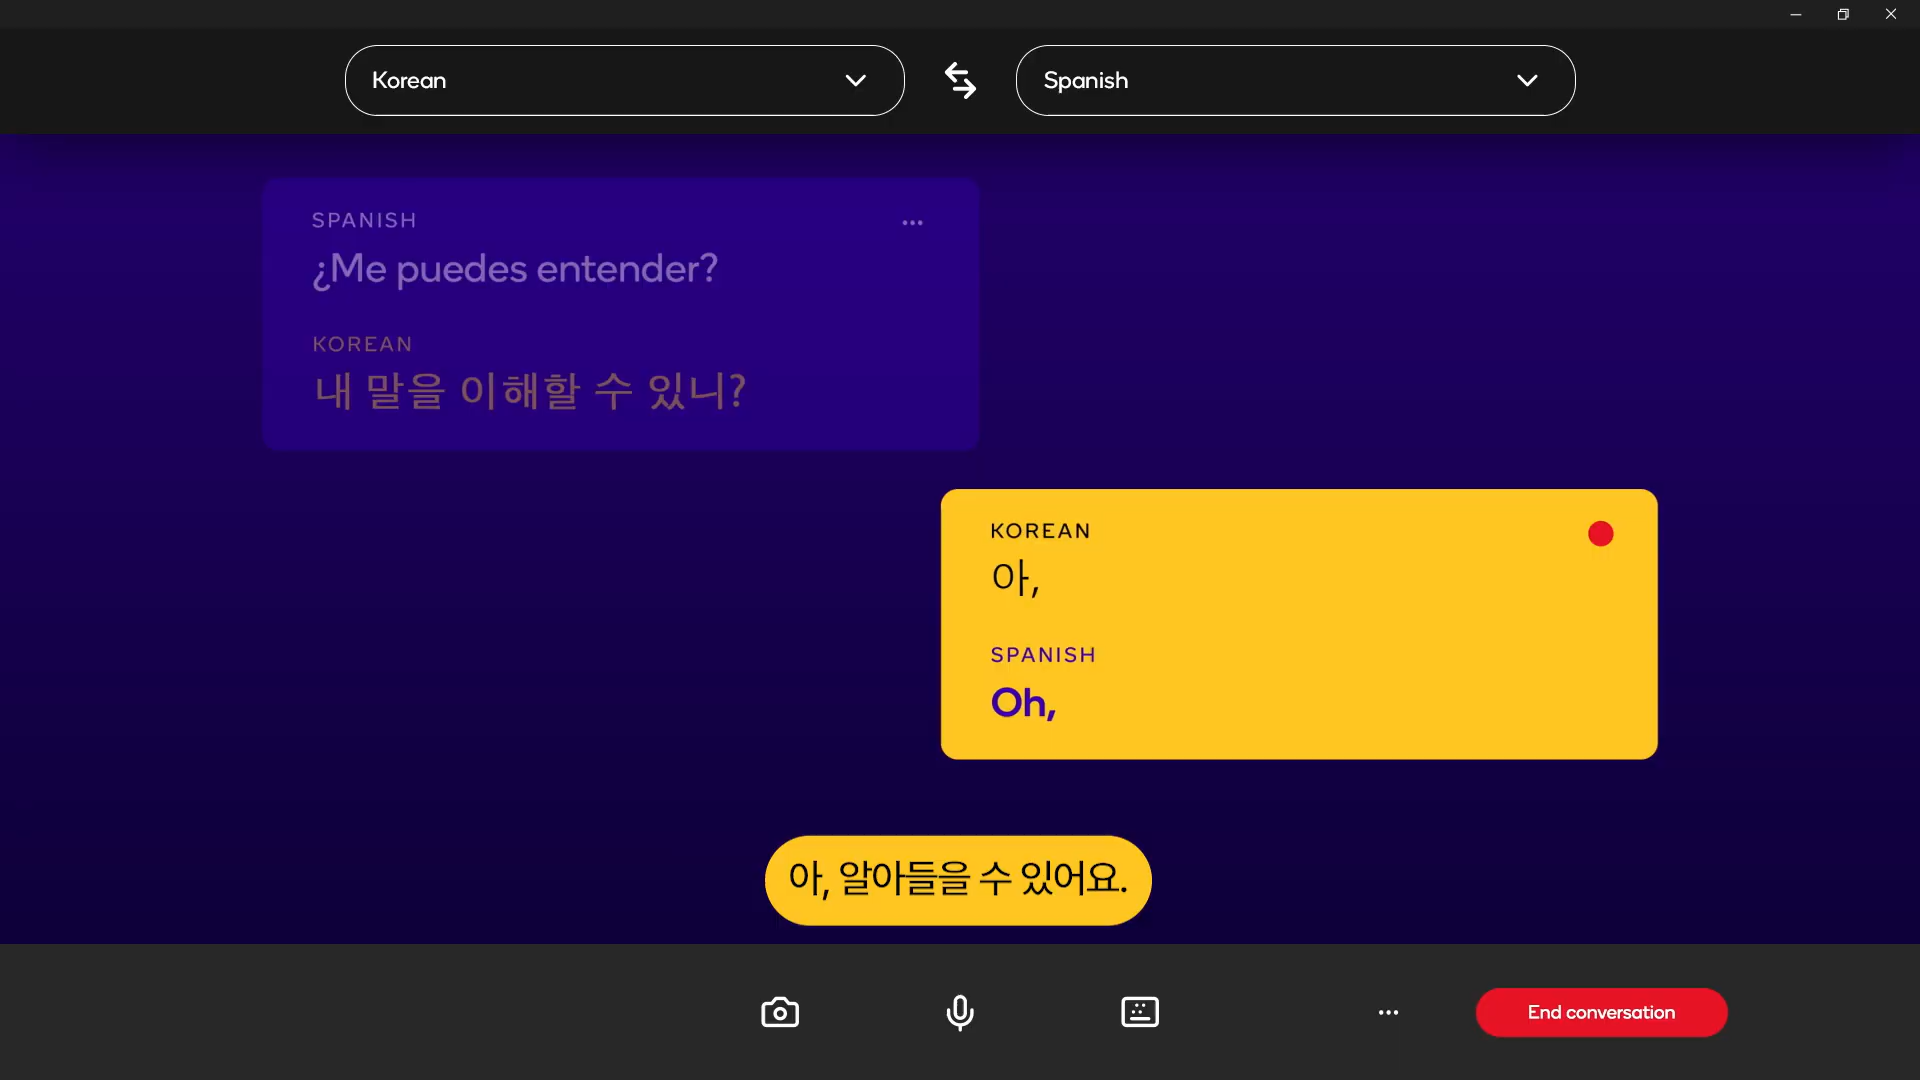 Korean
Spanish
SPANISH
¿Me puedes entender?
KOREAN
내 말을 이해할 수 있니?
KOREAN
아,
SPANISH
Oh,
아, 알아들을 수 있어요.
End conversation